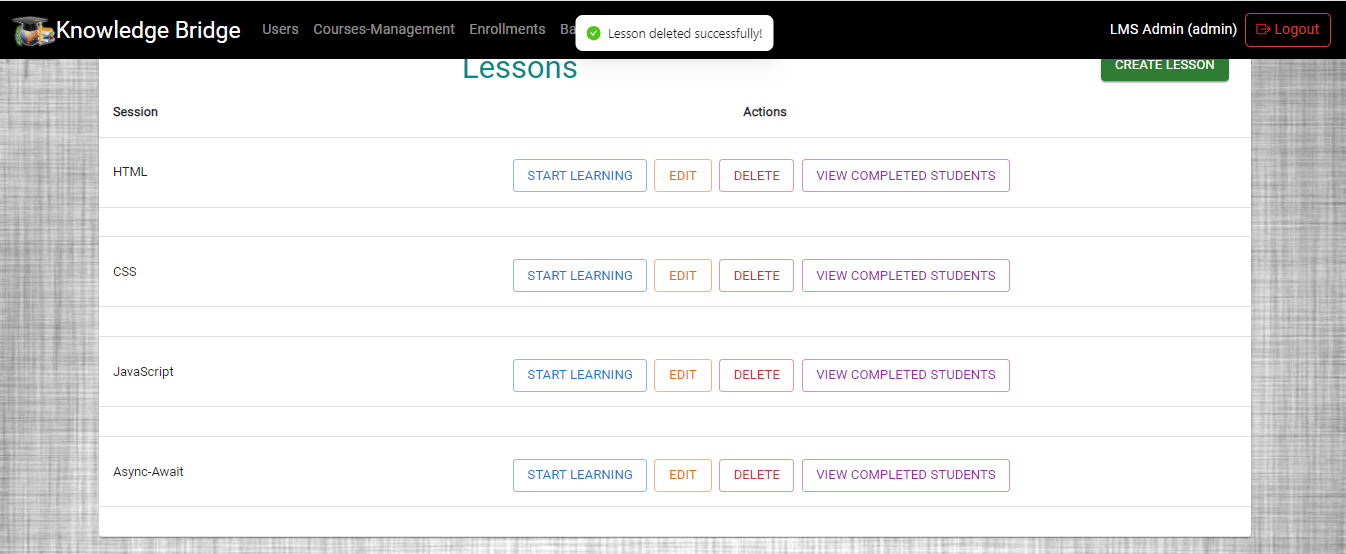 Knowledge Bridge Users Courses-Management Enrollments Ba Lesson deleted successfully! LMS Admin (admin) Logout
Lessons CREATE LESSON
Session Actions
HTML START LEARNING EDIT DELETE VIEW COMPLETED STUDENTS
CSS START LEARNING EDIT DELETE VIEW COMPLETED STUDENTS
JavaScript START LEARNING EDIT DELETE VIEW COMPLETED STUDENTS
Async-Await START LEARNING EDIT DELETE VIEW COMPLETED STUDENTS